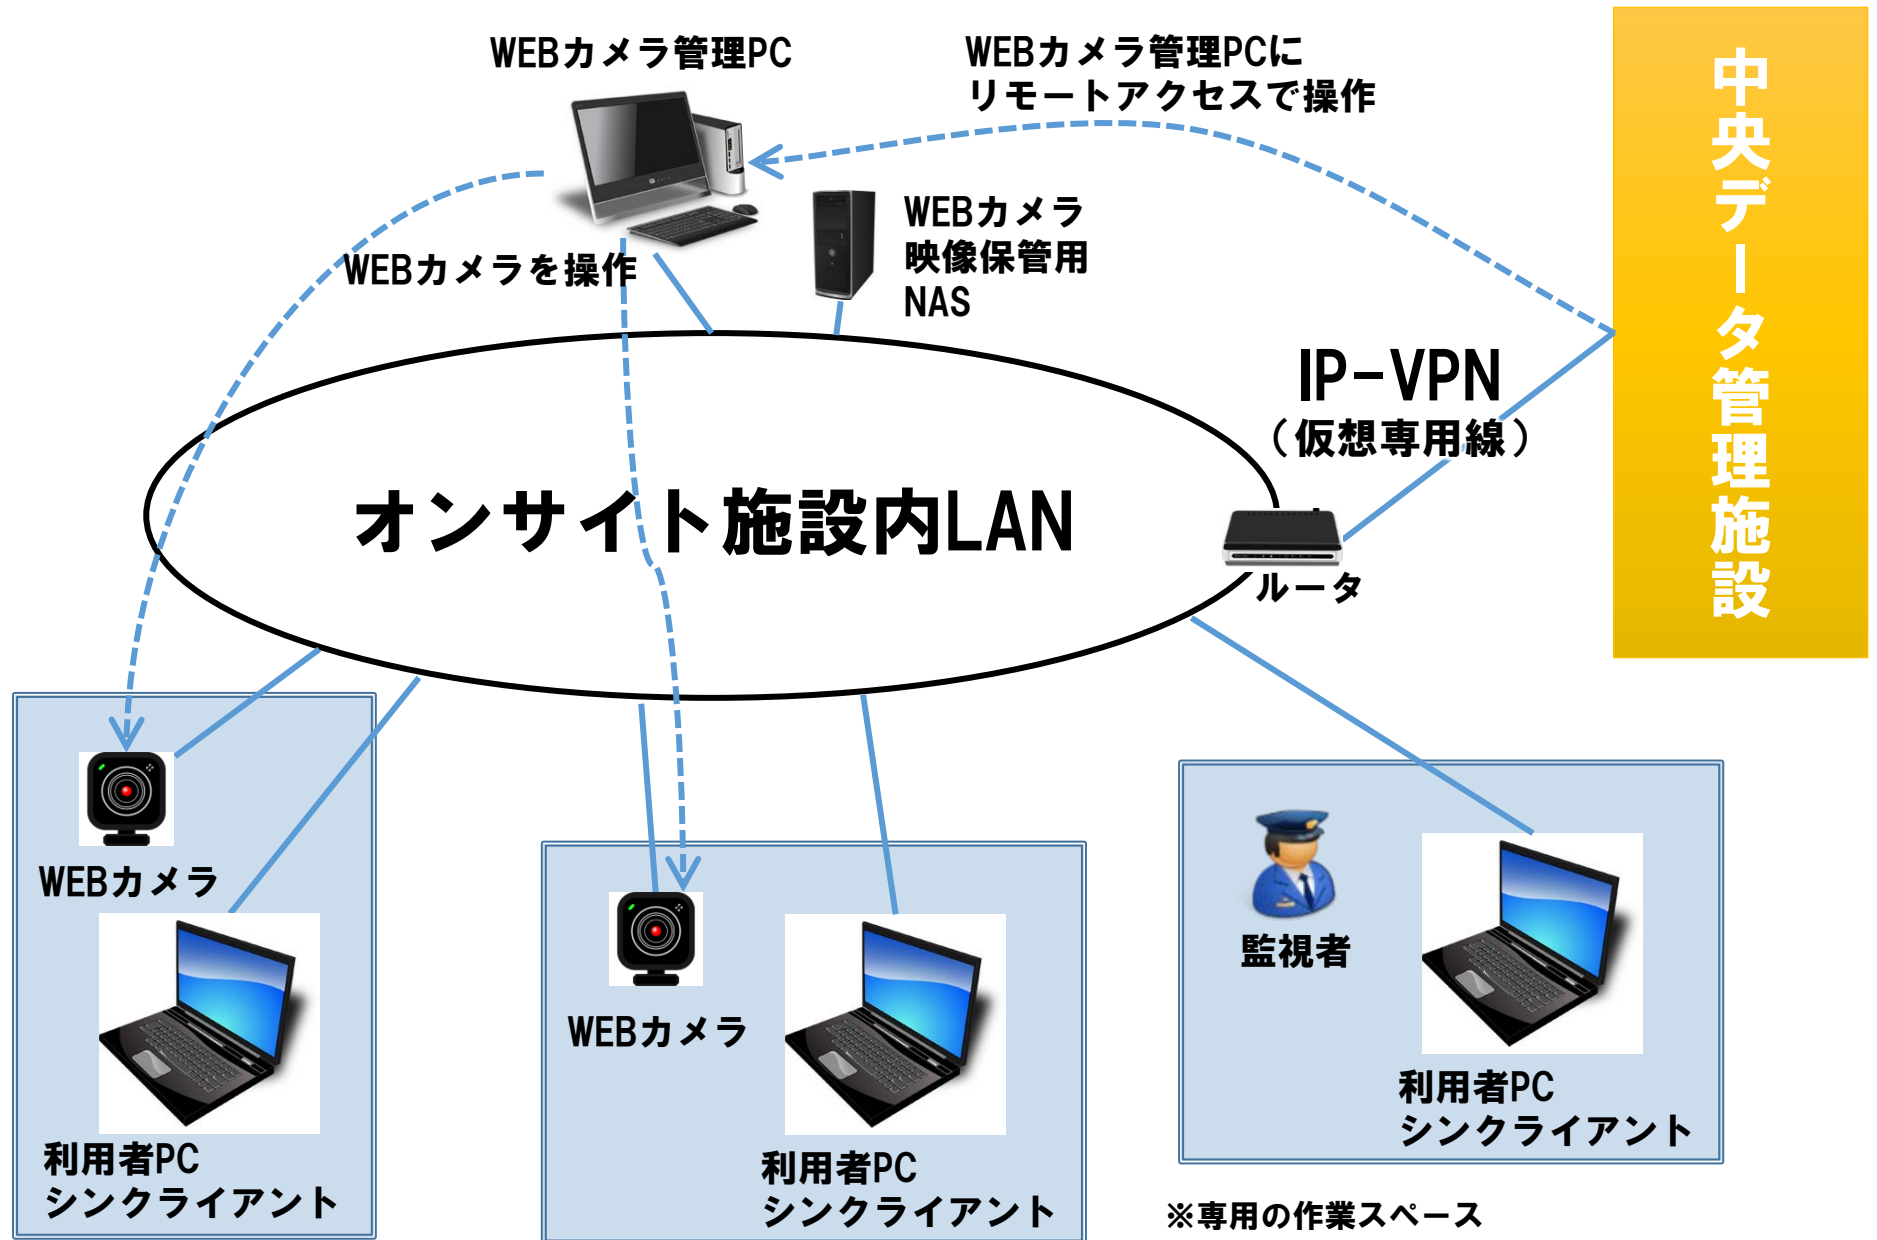 WEBカメラ管理PC
WEBカメラ管理PCに
リモートアクセスで操作
中央データ管理施設
WEBカメラ
映像保管用
NAS
WEBカメラを操作
IP-VPN
（仮想専用線）
オンサイト施設内LAN
ルータ
WEBカメラ
利用者PC
シンクライアント
WEBカメラ
利用者PC
シンクライアント
監視者
利用者PC
シンクライアント
※専用の作業スペース